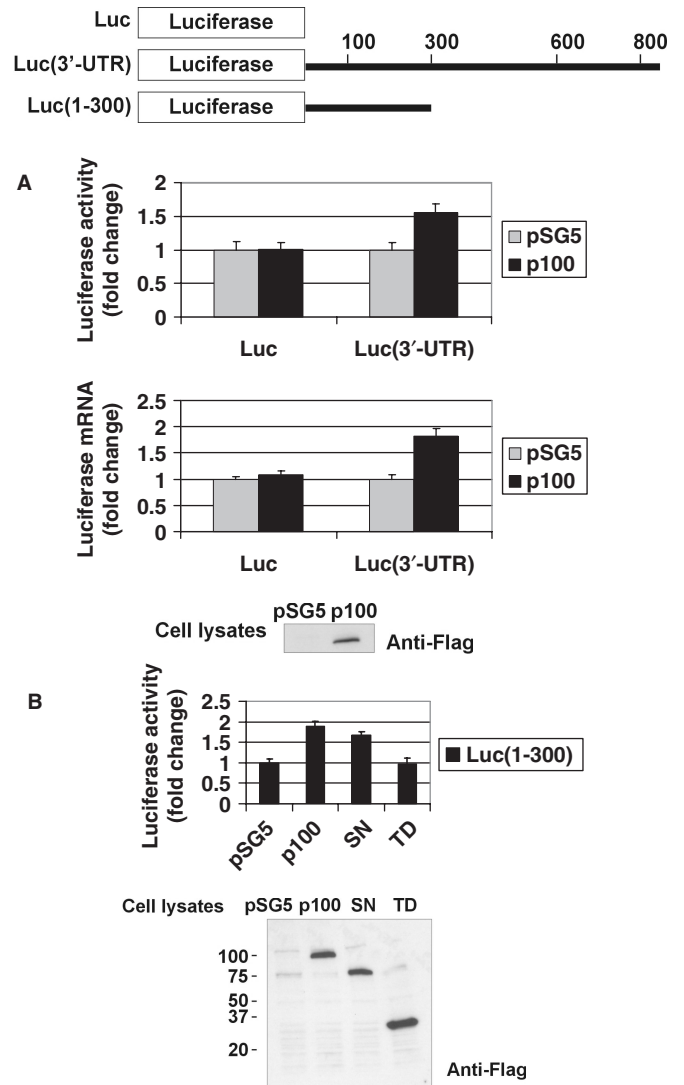 Luc Luciferase
100 300 600 800
Luc(3'-UTR) Luciferase
Luc(1-300) Luciferase
A
Luciferase activity
(fold change)
2
1.5
1
0.5
0
Luc Luc(3′-UTR)
pSG5
p100
Luciferase mRNA
(fold change)
2.5
2
1.5
1
0.5
0
Luc Luc(3′-UTR)
pSG5
p100
pSG5 p100
Cell lysates
Anti-Flag
B
Luciferase activity
(fold change)
2.5
2
1.5
1
0.5
0
pSG5 p100 SN TD
Luc(1-300)
Cell lysates pSG5 p100 SN TD
100 -
75 -
50 -
37 -
20 -
Anti-Flag